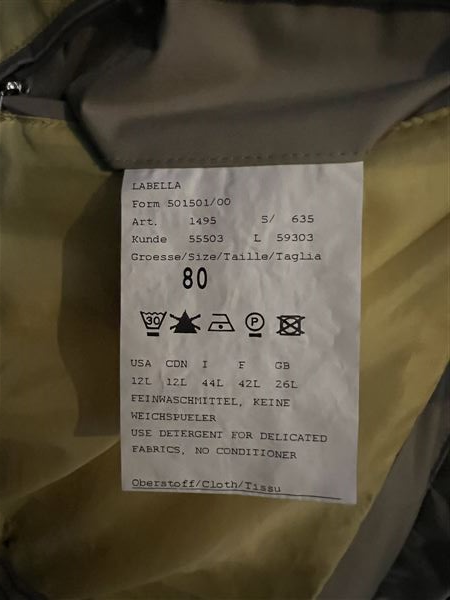 LABELLA
Form 501501/00
Art. 1495 S/ 635
Kunde 55503 L 59303
Groesse/Size/Taille/Taglia
80
30 P
USA CDN I F GB
12L 12L 44L 42L 26L
FEINWASCHMITTEL, KEINE
WEICHSPUELER
USE DETERGENT FOR DELICATED
FABRICS, NO CONDITIONER
Oberstoff/Cloth/Tissu